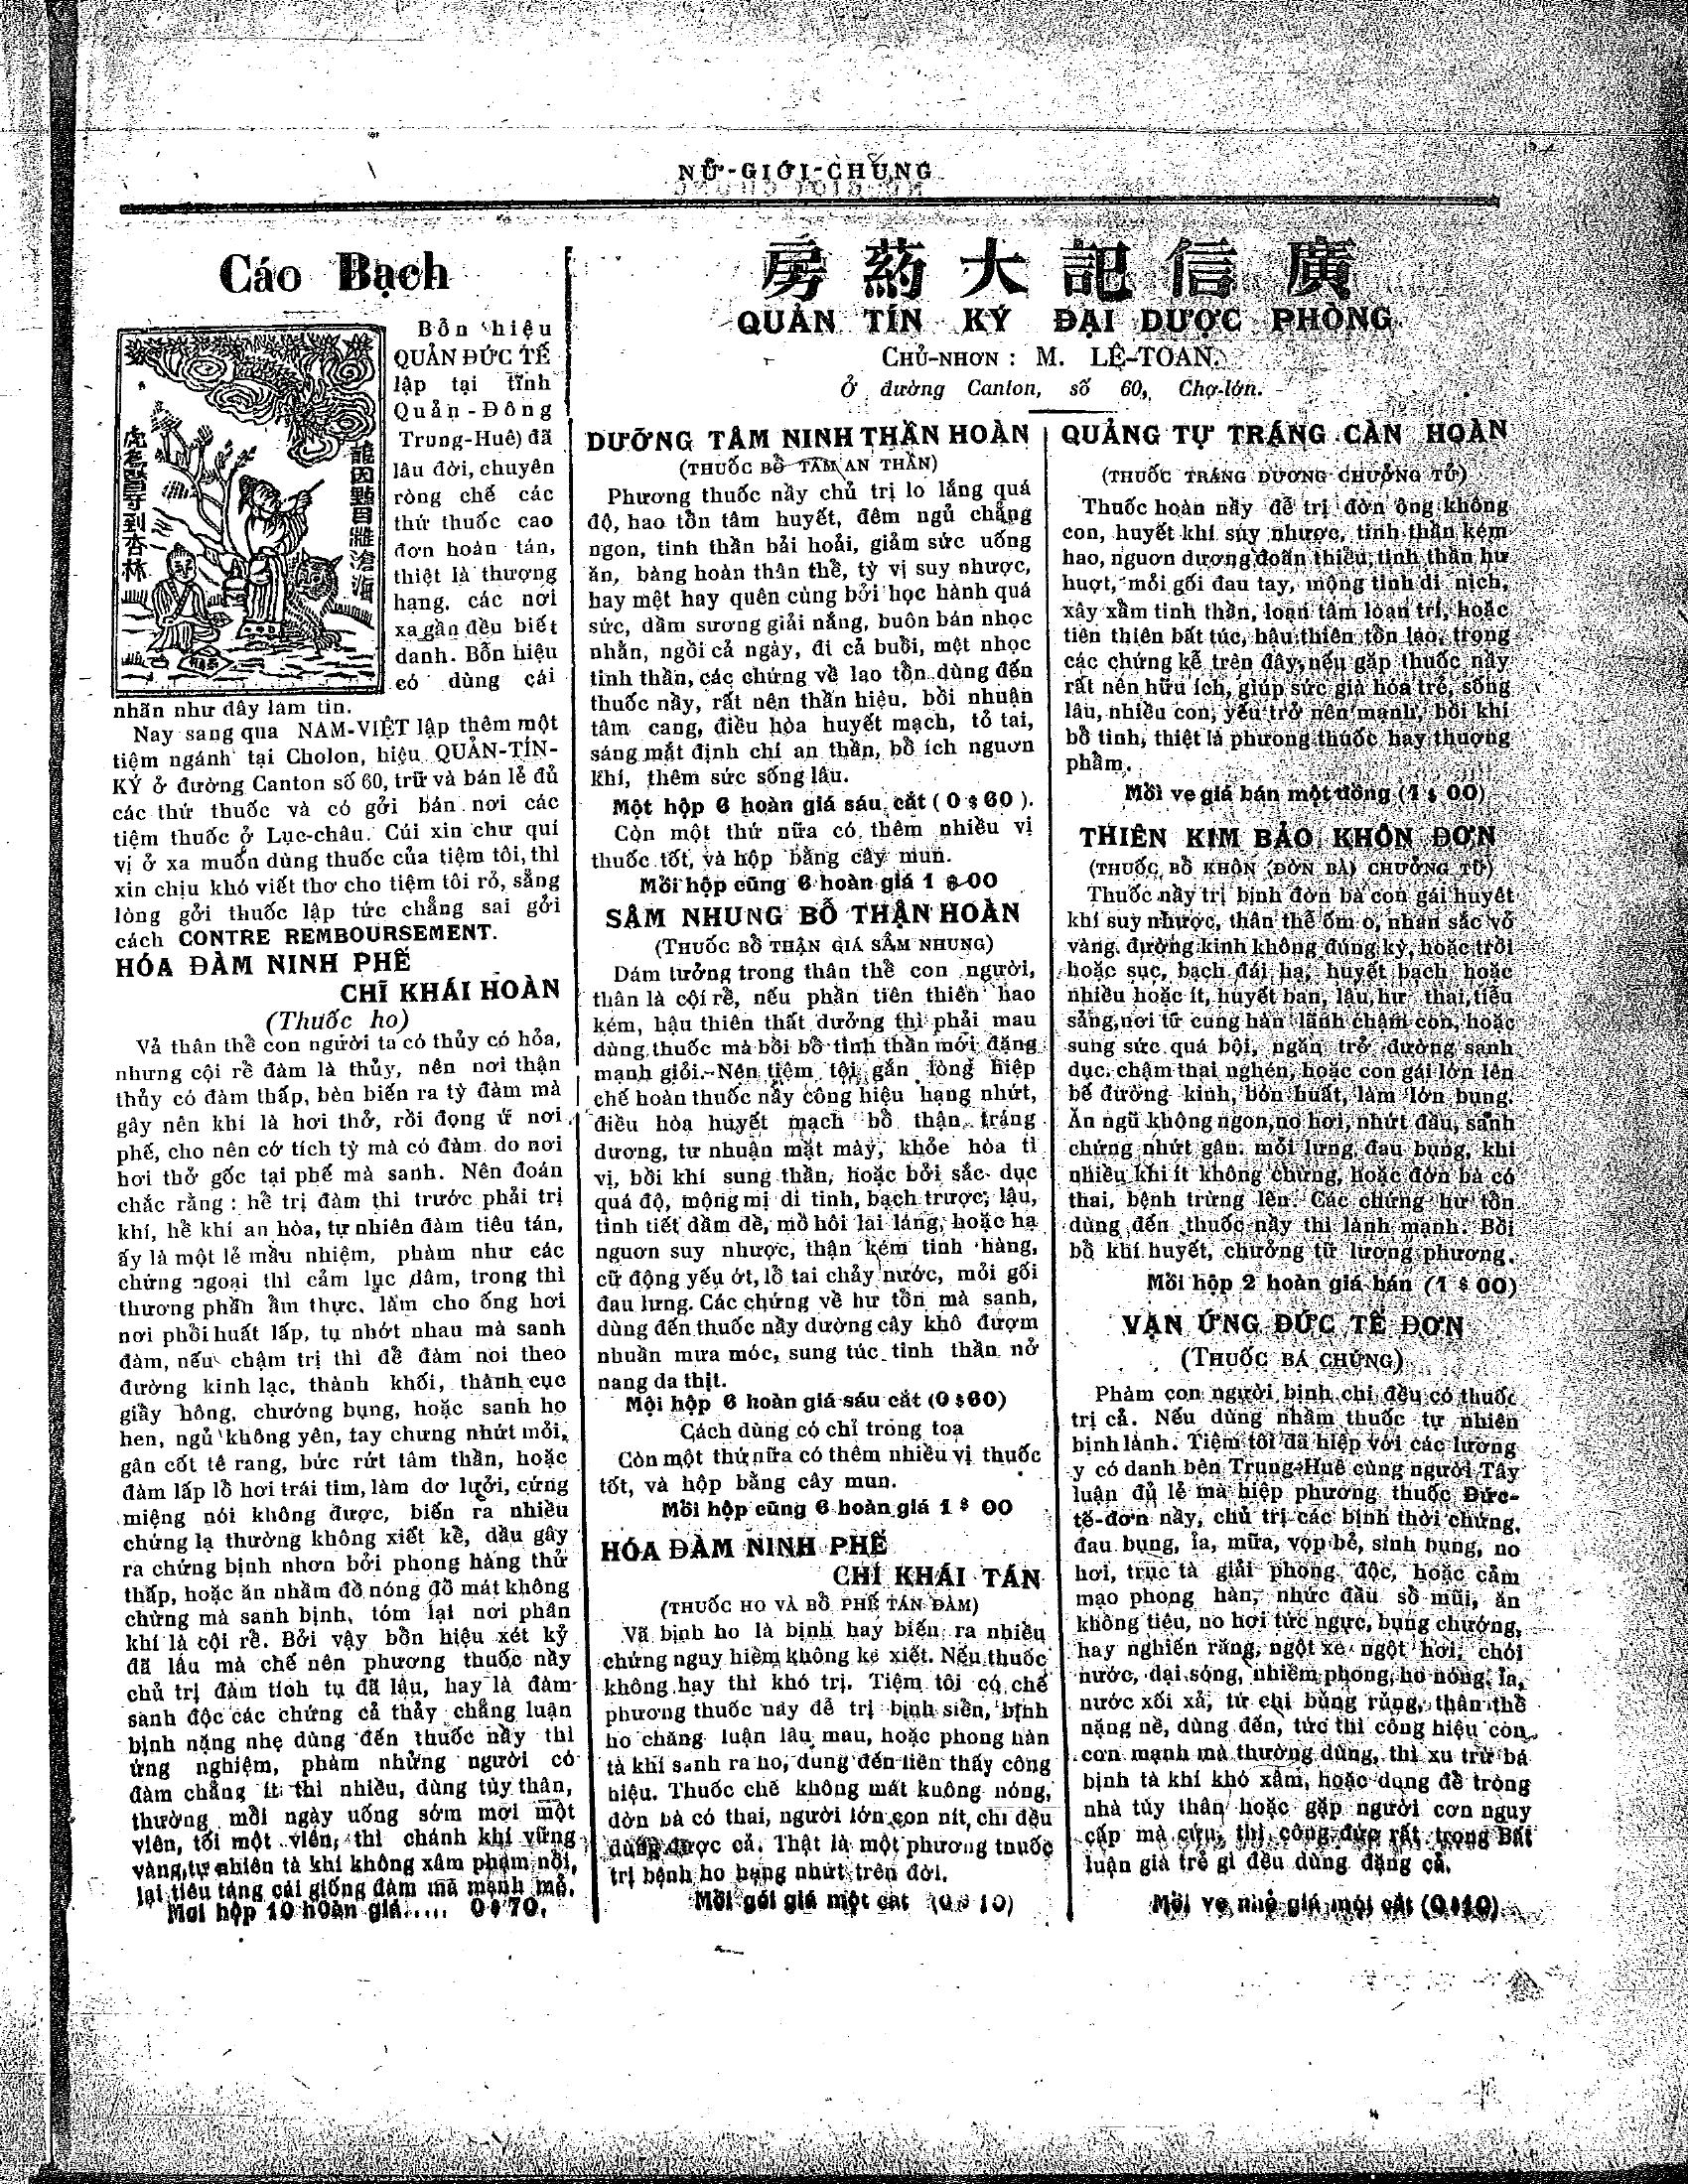 NỮ-GIỚI-CHUNG
Cáo Bạch
虎念醫等到杏林
龍因點目濰滄海
Bổn hiệu
QUẢN ĐỨC TẾ
lập tại tĩnh
Quản-Đông
Trung-Huê) đã
lâu đời, chuyên
ròng chế các
thứ thuốc cao
đơn hoàn tán,
thiệt là thượng
hạng. các nơi
xa gần đều biết
danh. Bổn hiệu
có dùng cái
nhãn như đây làm tin.
Nay sang qua NAM-VIỆT lập thêm một
tiệm ngánh tại Cholon, hiệu QUẢN-TÍN-
KÝ ở đường Canton số 60, trữ và bán lẻ đủ
các thứ thuốc và có gởi bán nơi các
tiệm thuốc ở Lục-châu. Cúi xin chư quí
vị ở xa muốn dùng thuốc của tiệm tôi, thì
xin chịu khó viết thơ cho tiệm tôi rỏ, sẳng
lòng gởi thuốc lập tức chẳng sai gởi
cách CONTRE REMBOURSEMENT.
HÓA ĐÀM NINH PHẾ
CHĨ KHÁI HOÀN
(Thuốc ho)
Vả thân thể con người ta có thủy có hỏa,
nhưng cội rể đàm là thủy, nên nơi thận
thủy có đàm thấp, bèn biến ra tỳ đàm mà
gây nên khí là hơi thở, rồi đọng ứ nơi
phế, cho nên cớ tích tỳ mà có đàm. do nơi
hơi thở gốc tại phế mà sanh. Nên đoán
chắc rằng: hể trị đàm thì trước phải trị
khí, hể khí an hòa, tự nhiên đàm tiêu tán,
ấy là một lẻ mầu nhiệm, phàm như các
chứng ngoại thì cảm lục dâm, trong thì
thương phần ẩm thực. làm cho ống hơi
nơi phổi huất lấp, tụ nhớt nhau mà sanh
đàm, nếu chậm trị thì để đàm noi theo
đường kinh lạc, thành khối, thành cục
giầy hông, chướng bụng, hoặc sanh ho
hen, ngủ không yên, tay chưng nhứt mỏi,
gân cốt tê rang, bức rứt tâm thần, hoặc
đàm lấp lổ hơi trái tim, làm dơ lưởi, cứng
miệng nói không được, biến ra nhiều
chứng lạ thường không xiết kể, dầu gây
ra chứng bịnh nhơn bởi phong hàng thử
thấp, hoặc ăn nhằm đồ nóng đồ mát không
chừng mà sanh bịnh, tóm lại nơi phân
khí là cội rể. Bởi vậy bổn hiệu xét kỷ
đã lâu mà chế nên phương thuốc nầy
chủ trị đàm tích tụ đã lâu, hay là đàm
sanh độc các chứng cả thảy chẳng luận
bịnh nặng nhẹ dùng đến thuốc nầy thì
ứng nghiệm, phàm những người có
đàm chẳng ít thì nhiều, dùng tủy thân,
thường mỗi ngày uống sớm mơi một
viên, tối một viên, thì chánh khí vững
vàng, tự nhiên tà khí không xâm phạm nỗi,
lại tiêu táng cái giống đàm mà mạnh mẻ.
Mỗi hộp 10 hoàn giá..... 0$70.
房葯大記信廣
QUẢN TÍN KÝ ĐẠI DƯỢC PHÒNG
CHỦ-NHƠN: M. LỆ-TOAN.
Ở đường Canton, số 60, Chợ-lớn.
DƯỠNG TÂM NINH THẦN HOÀN
(THUỐC BỔ TÂM AN THẦN)
Phương thuốc nầy chủ trị lo lắng quá
độ, hao tổn tâm huyết, đêm ngủ chẳng
ngon, tinh thần bải hoải, giảm sức uống
ăn, bàng hoàn thân thể, tỳ vị suy nhược,
hay mệt hay quên cùng bởi học hành quá
sức, dầm sương giải nắng, buôn bán nhọc
nhằn, ngồi cả ngày, đi cả buổi, mệt nhọc
tinh thần, các chứng về lao tổn dùng đến
thuốc nầy, rất nên thần hiệu, bồi nhuận
tâm cang, điều hòa huyết mạch, tỏ tai,
sáng mắt định chí an thần, bổ ích nguơn
khí, thêm sức sống lâu.
Một hộp 6 hoàn giá sáu cắt (0$60).
Còn một thứ nữa có thêm nhiều vị
thuốc tốt, và hộp bằng cây mun.
Mỗi hộp cũng 6 hoàn giá 1 $ 00
SÂM NHUNG BỔ THẬN HOÀN
(THUỐC BỔ THẬN GIÁ SÂM NHUNG)
Dám tưởng trong thân thể con người,
thân là cội rể, nếu phần tiên thiên hao
kém, hậu thiên thất dưởng thì phải mau
dùng thuốc mà bồi bổ tinh thần mới đặng
mạnh giỏi.-Nên tiệm tôi gắn lòng hiệp
chế hoàn thuốc nầy công hiệu hạng nhứt,
điều hòa huyết mạch bổ thận tráng
dương, tư nhuận mặt mày, khỏe hòa tì
vị, bồi khí sung thần, hoặc bởi sắc dục
quá độ, mộng mị di tinh, bạch trược, lậu,
tinh tiết dầm dề, mồ hôi lai láng, hoặc hạ
nguơn suy nhược, thận kém tinh hàng,
cữ động yếu ớt, lổ tai chảy nước, mỏi gối
đau lưng. Các chứng về hư tổn mà sanh,
dùng đến thuốc nầy dường cây khô đượm
nhuần mưa móc, sung túc tinh thần nở
nang da thịt.
Mỗi hộp 6 hoàn giá sáu cắt (0$60)
Cách dùng có chỉ trong toa
Còn một thứ nữa có thêm nhiều vị thuốc
tốt, và hộp bằng cây mun.
Mỗi hộp cũng 6 hoàn giá 1 $ 00
HÓA ĐÀM NINH PHẾ
CHỈ KHÁI TÁN
(THUỐC HO VÀ BỔ PHẾ TÁN ĐÀM)
Vã bịnh ho là bịnh hay biến ra nhiều
chứng nguy hiểm không kể xiết. Nếu thuốc
không hay thì khó trị. Tiệm tôi có chế
phương thuốc này để trị bịnh siển, bịnh
ho chẳng luận lâu mau, hoặc phong hàn
tà khí sanh ra ho, dùng đến liền thấy công
hiệu. Thuốc chế không mát không nóng,
đờn bà có thai, người lớn con nít, chi đều
dùng được cả. Thật là một phương thuốc
trị bệnh ho hạng nhứt trên đời.
Mỗi gói giá một cắt (0$10)
QUẢNG TỰ TRÁNG CÀN HOÀN
(THUỐC TRÁNG DƯƠNG CHƯỞNG TỬ)
Thuốc hoàn nầy để trị đờn ông không
con, huyết khí suy nhược, tinh thần kém
hao, nguơn dương đoản thiếu, tinh thần hư
huợt, mỏi gối đau tay, mộng tinh di nịch,
xây xẩm tinh thần, loạn tâm loạn trí, hoặc
tiên thiên bất túc, hậu thiên tổn lao, trong
các chứng kể trên đây, nếu gặp thuốc nầy
rất nên hữu ích, giúp sức già hóa trẻ, sống
lâu, nhiều con, yếu trở nên mạnh, bồi khí
bổ tinh, thiệt là phương thuốc hay thượng
phẩm.
Mỗi ve giá bán một đồng (1$00)
THIÊN KIM BẢO KHÔN ĐƠN
(THUỐC BỔ KHÔN (ĐỜN BÀ) CHƯỞNG TỬ)
Thuốc nầy trị bịnh đờn bà con gái huyết
khí suy nhược, thân thể ốm o, nhan sắc vỏ
vàng. đường kinh không đúng kỳ, hoặc trồi
hoặc sục, bạch đái hạ, huyết bạch hoặc
nhiều hoặc ít, huyết ban, lậu, hư thai, tiểu
sảng, nơi tử cung hàn lãnh chậm con, hoặc
sung sức quá bội, ngăn trở đường sanh
dục. chậm thai nghén, hoặc con gái lớn lên
bế đường kinh, bón huất, làm lớn bụng.
Ăn ngũ không ngon, no hơi, nhứt đầu, sanh
chứng nhứt gân. mỏi lưng, đau bụng, khi
nhiều khi ít không chừng, hoặc đờn bà có
thai, bệnh trừng lên. Các chứng hư tổn
dùng đến thuốc nầy thì lành mạnh. Bồi
bổ khí huyết, chưởng tử lương phương.
Mỗi hộp 2 hoàn giá bán (1$00)
VẠN ỨNG ĐỨC TẾ ĐƠN
(THUỐC BÁ CHỨNG)
Phàm con người bịnh chi đều có thuốc
trị cả. Nếu dùng nhằm thuốc tự nhiên
bịnh lành. Tiệm tôi đã hiệp với các lương
y có danh bên Trung-Huê cùng người Tây
luận đủ lẻ mà hiệp phương thuốc Đức-
tế-đơn nầy, chủ trị các bịnh thời chứng,
đau bụng, ỉa, mữa, vọp bẻ, sình bụng, no
hơi, trục tà giải phong độc, hoặc cảm
mạo phong hàn, nhức đầu sổ mũi, ăn
không tiêu, no hơi tức ngực, bụng chướng,
hay nghiến răng, ngột xe ngột hơi, chói
nước, dại sóng, nhiểm phong, ho nóng, ỉa,
nước xối xả, tứ chi bủng rủng, thân thể
nặng nề, dùng đến, tức thì công hiệu còn
cơn mạnh mà thường dùng, thì xu trừ bá
bịnh tà khí khó xâm, hoặc dụng để trong
nhà tủy thân hoặc gặp người cơn nguy
cấp mà cứu, thì công đức rất trọng Bất
luận già trẻ gì đều dùng đặng cả.
Mỗi ve nhỏ giá một cắt (0$10)